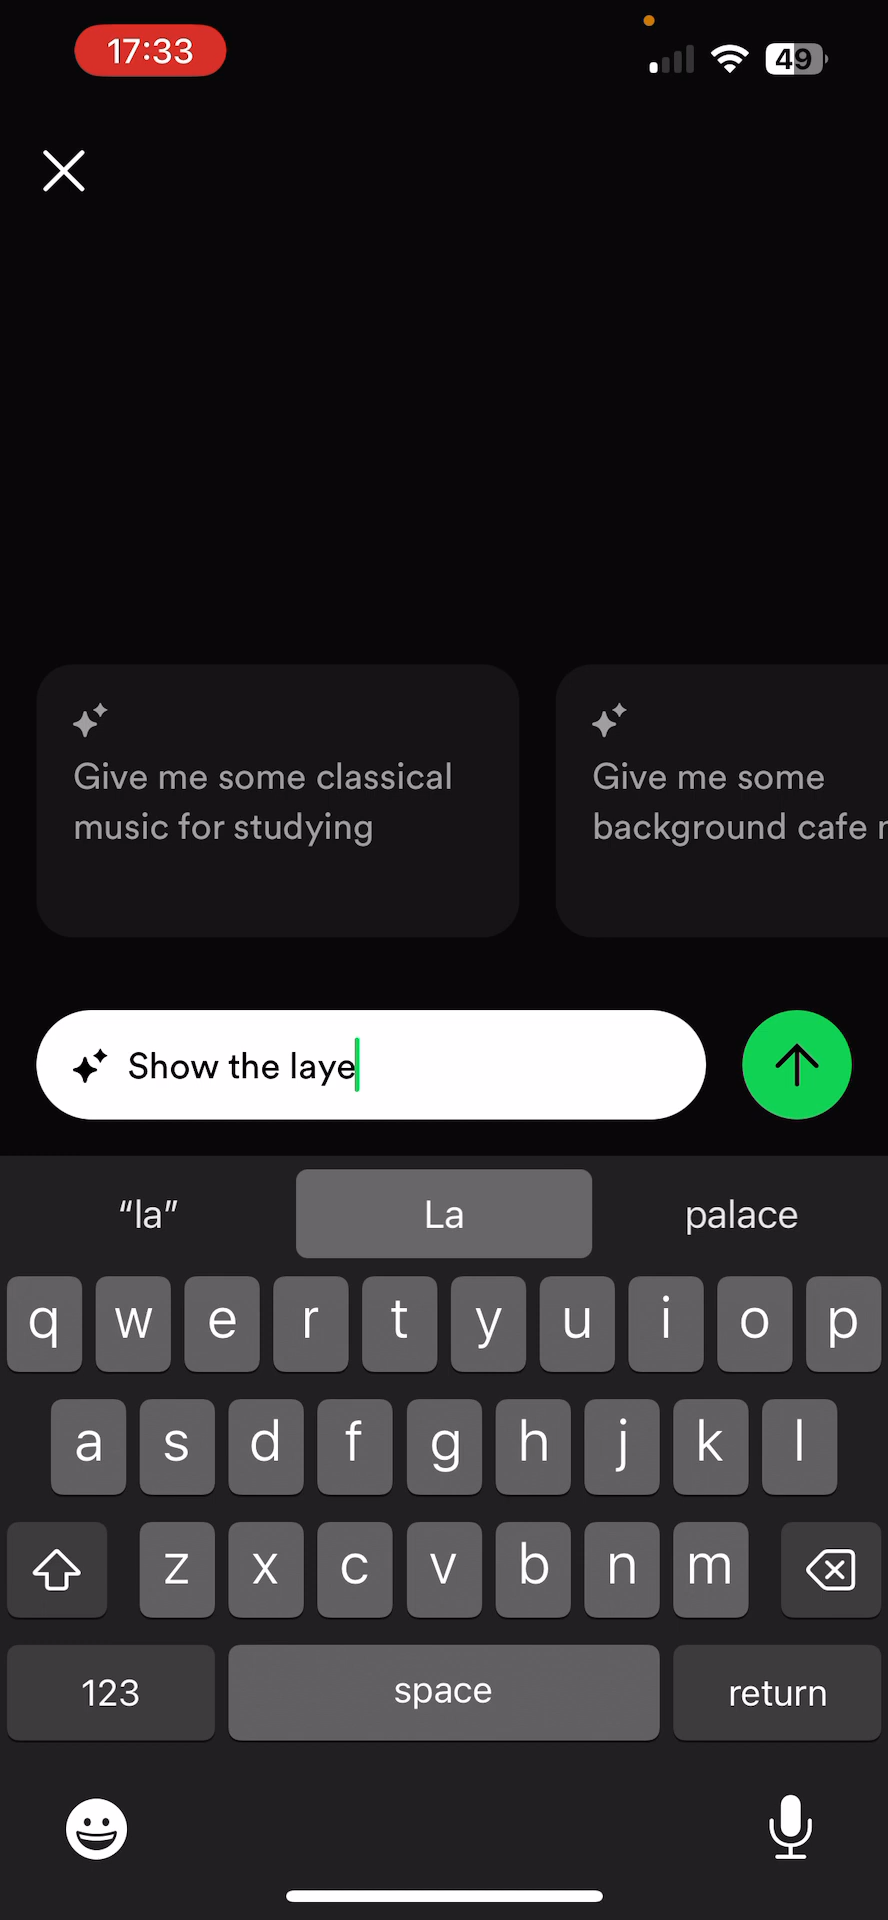 17:33
49
Give me some classical
music for studying
Give me some
background cafe
Show the laye
“la”
La
palace
q w e r t y u i o p
a s d f g h j k l
z x c v b n m
123
space
return